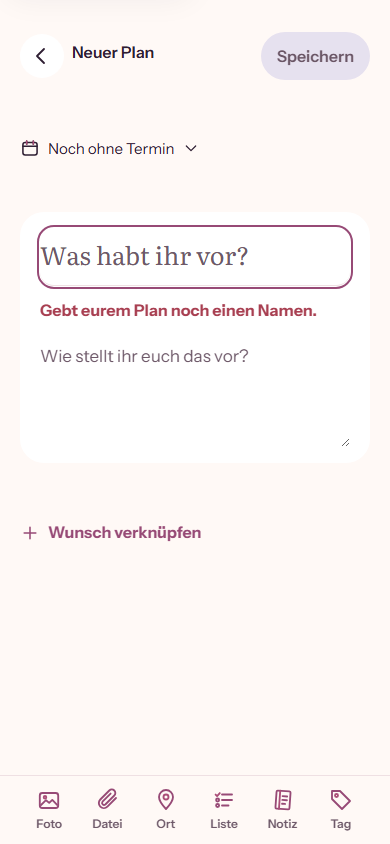 Neuer Plan
Speichern
Noch ohne Termin
Was habt ihr vor?
Gebt eurem Plan noch einen Namen.
Wie stellt ihr euch das vor?
Wunsch verknüpfen
Foto
Datei
Ort
Liste
Notiz
Tag